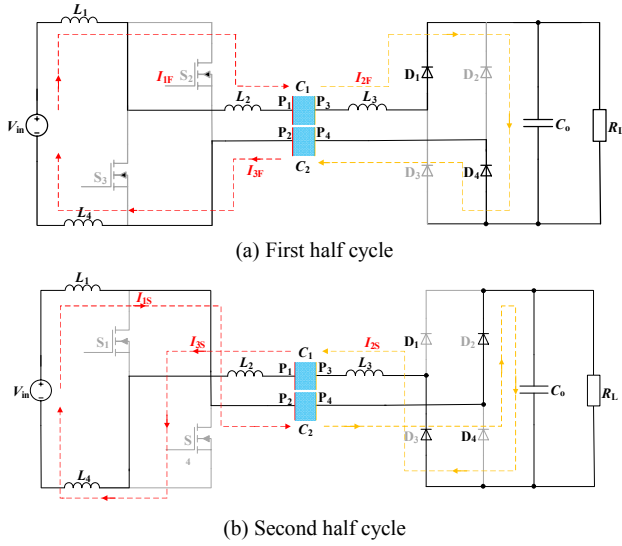 L1
S2
I1F
I2F
C1
D1
D2
L2
P1
P3
L3
Vin
Co
RL
P2
P4
S3
I3F
C2
D3
D4
L4
(a) First half cycle
L1
I1S
S1
I3S
I2S
D1
D2
C1
L2
P1
P3
L3
Vin
Co
RL
P2
P4
S
4
C2
D3
D4
L4
(b) Second half cycle